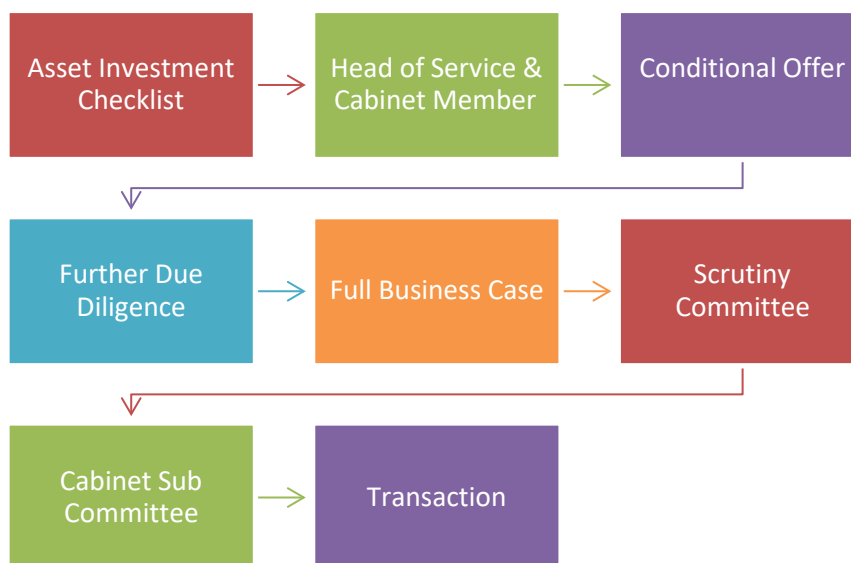 Asset Investment
Checklist
Head of Service &
Cabinet Member
Conditional Offer
Further Due
Diligence
Full Business Case
Scrutiny
Committee
Cabinet Sub
Committee
Transaction